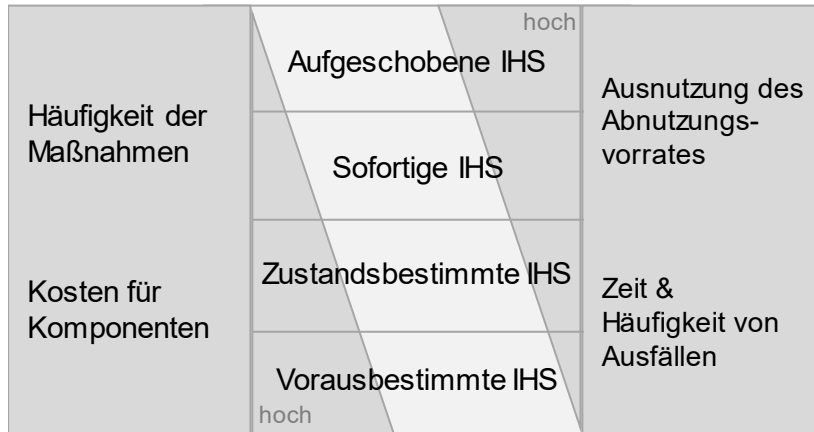 hoch
Aufgeschobene IHS
Häufigkeit der
Maßnahmen
Ausnutzung des
Abnutzungs-
vorrates
Sofortige IHS
Zustandsbestimmte IHS
Kosten für
Komponenten
Zeit &
Häufigkeit von
Ausfällen
Vorausbestimmte IHS
hoch